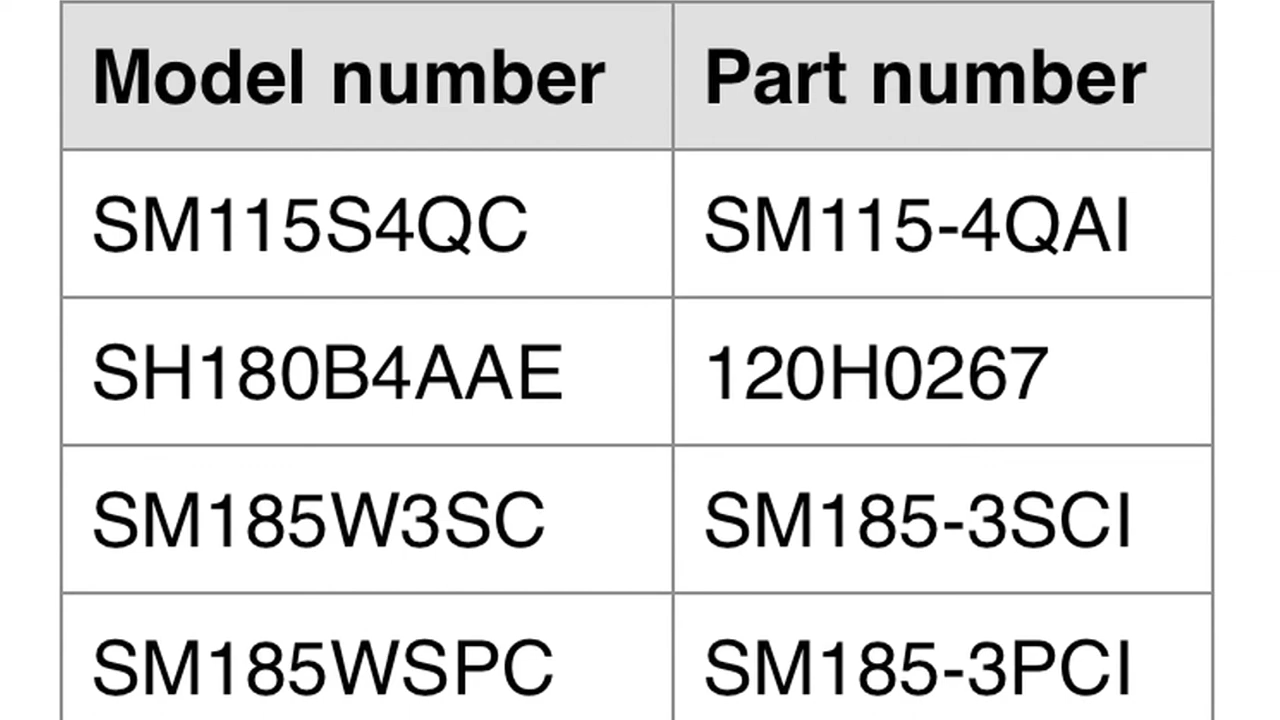 Model number Part number
SM115S4QC SM115-4QAI
SH180B4AAE 120H0267
SM185W3SC SM185-3SCI
SM185WSPC SM185-3PCI